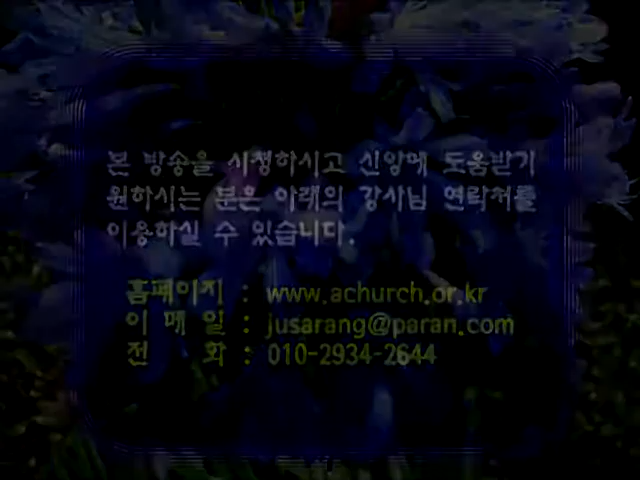 본 방송을 시청하시고 신앙에 도움받기
원하시는 분은 아래의 강사님 연락처를
이용하실 수 있습니다.
홈페이지 : www.achurch.or.kr
이 메 일 : jusarang@paran.com
전 화 : 010-2934-2644